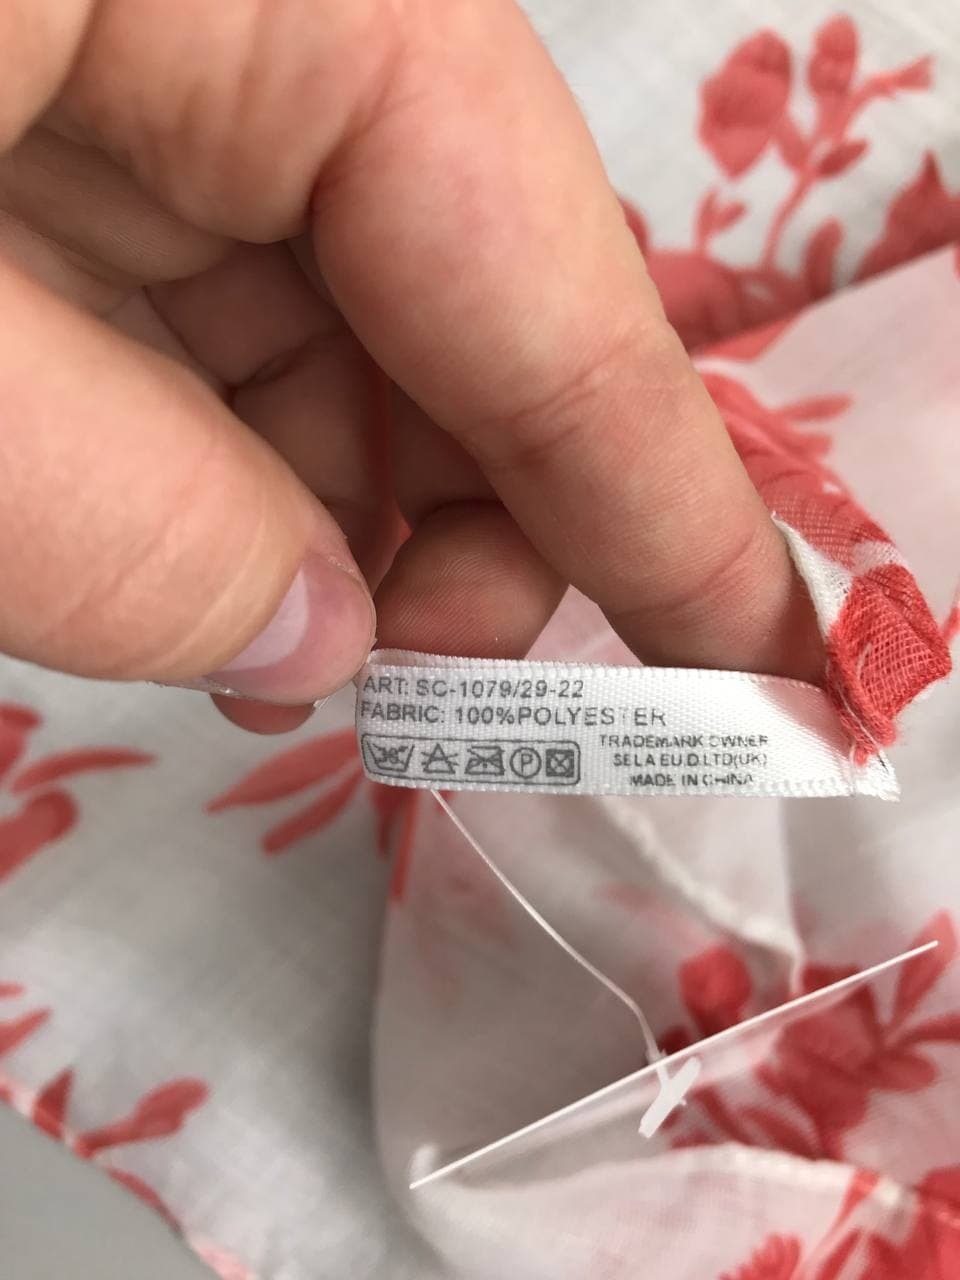 ART: SC-1079/29-22
FABRIC: 100%POLYESTER
P
TRADEMARK OWNER
SELA EU.D.LTD(UK)
MADE IN CHINA